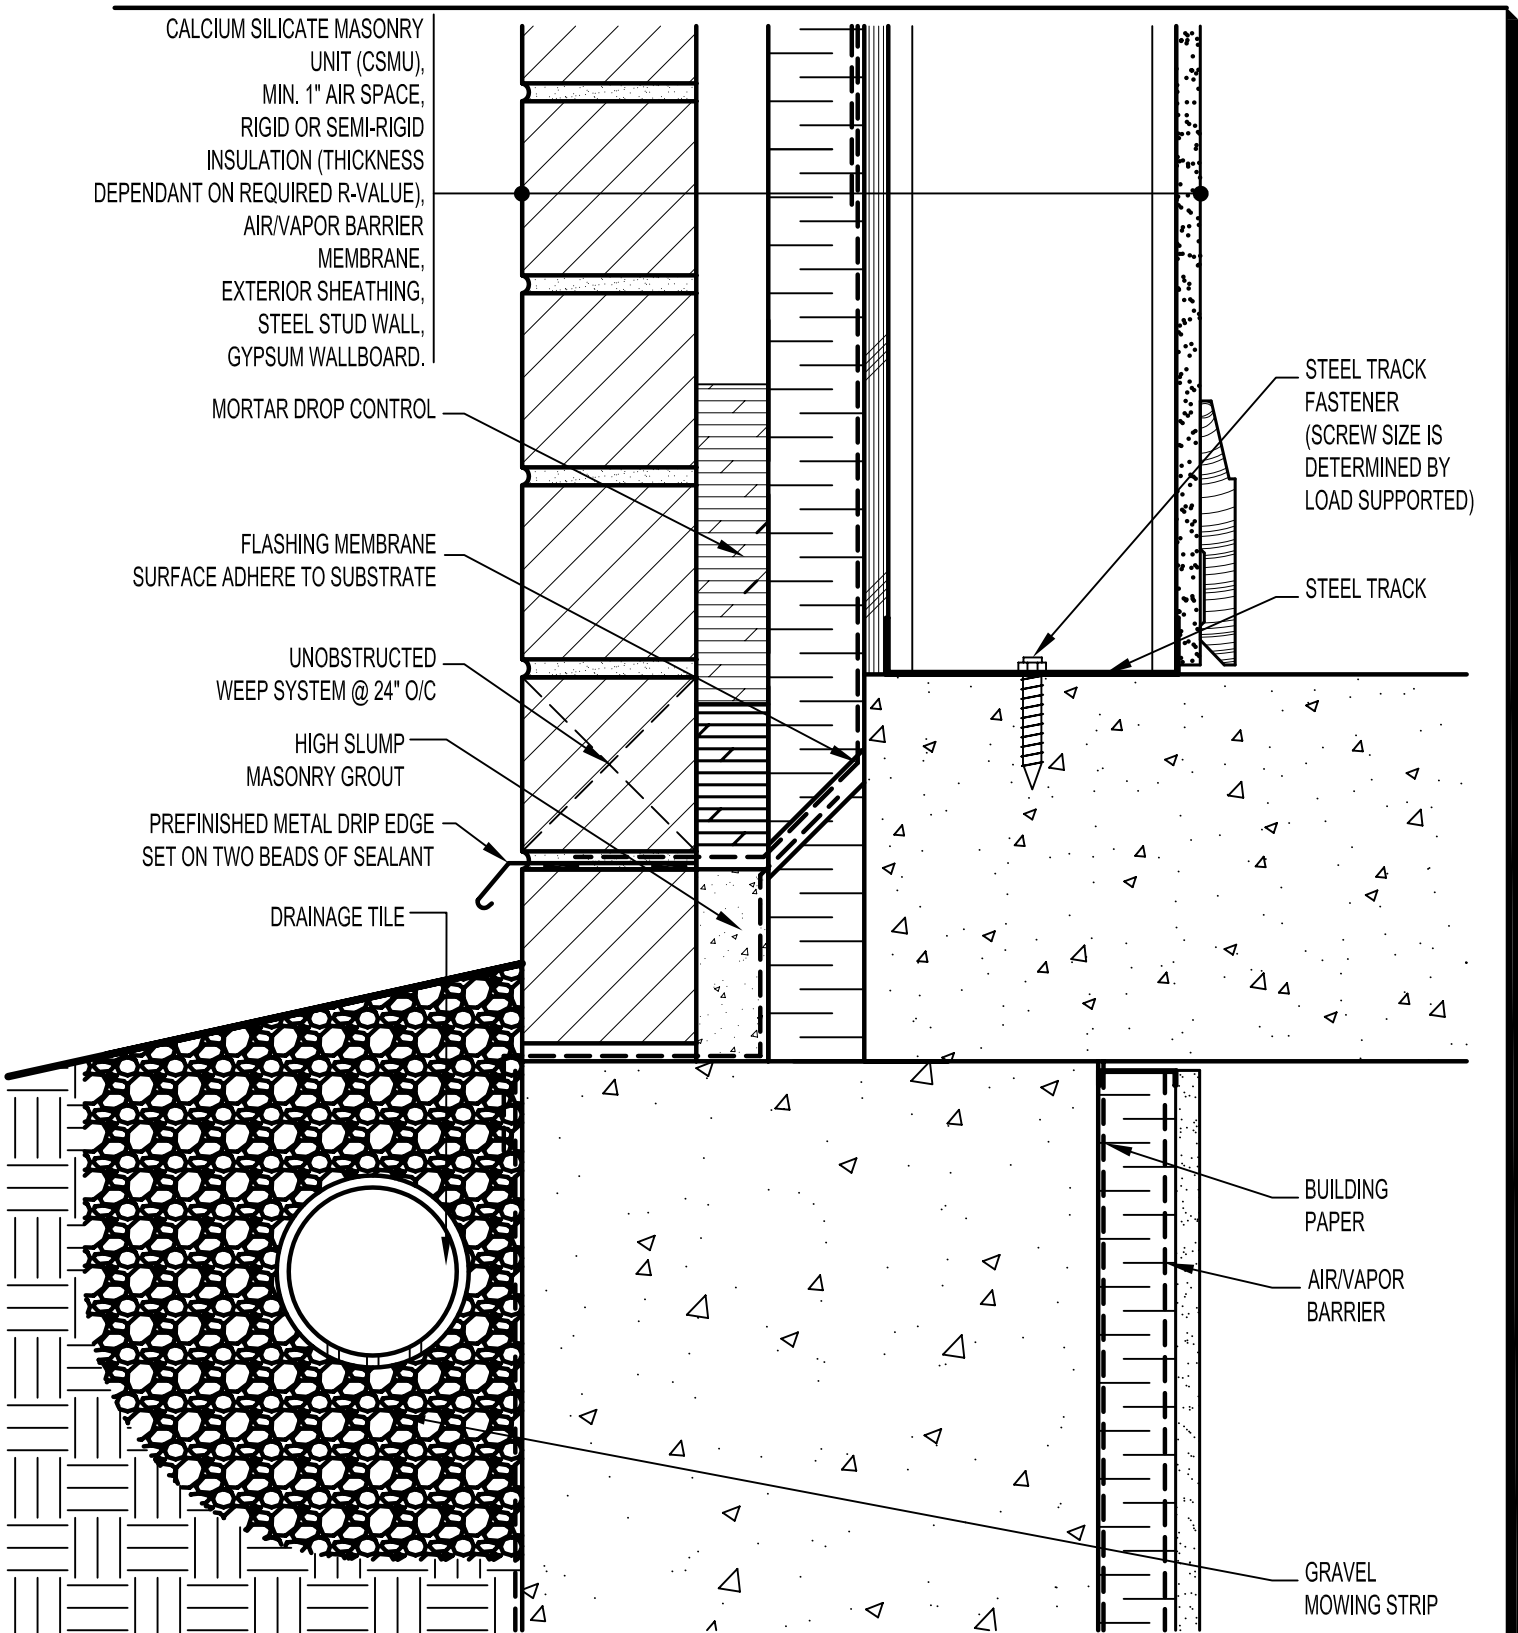 CALCIUM SILICATE MASONRY
UNIT (CSMU),
MIN. 1" AIR SPACE,
RIGID OR SEMI-RIGID
INSULATION (THICKNESS
DEPENDANT ON REQUIRED R-VALUE),
AIR/VAPOR BARRIER
MEMBRANE,
EXTERIOR SHEATHING,
STEEL STUD WALL,
GYPSUM WALLBOARD.
MORTAR DROP CONTROL
FLASHING MEMBRANE
SURFACE ADHERE TO SUBSTRATE
UNOBSTRUCTED
WEEP SYSTEM @ 24" O/C
HIGH SLUMP
MASONRY GROUT
PREFINISHED METAL DRIP EDGE
SET ON TWO BEADS OF SEALANT
DRAINAGE TILE
STEEL TRACK
FASTENER
(SCREW SIZE IS
DETERMINED BY
LOAD SUPPORTED)
STEEL TRACK
BUILDING
PAPER
AIR/VAPOR
BARRIER
GRAVEL
MOWING STRIP